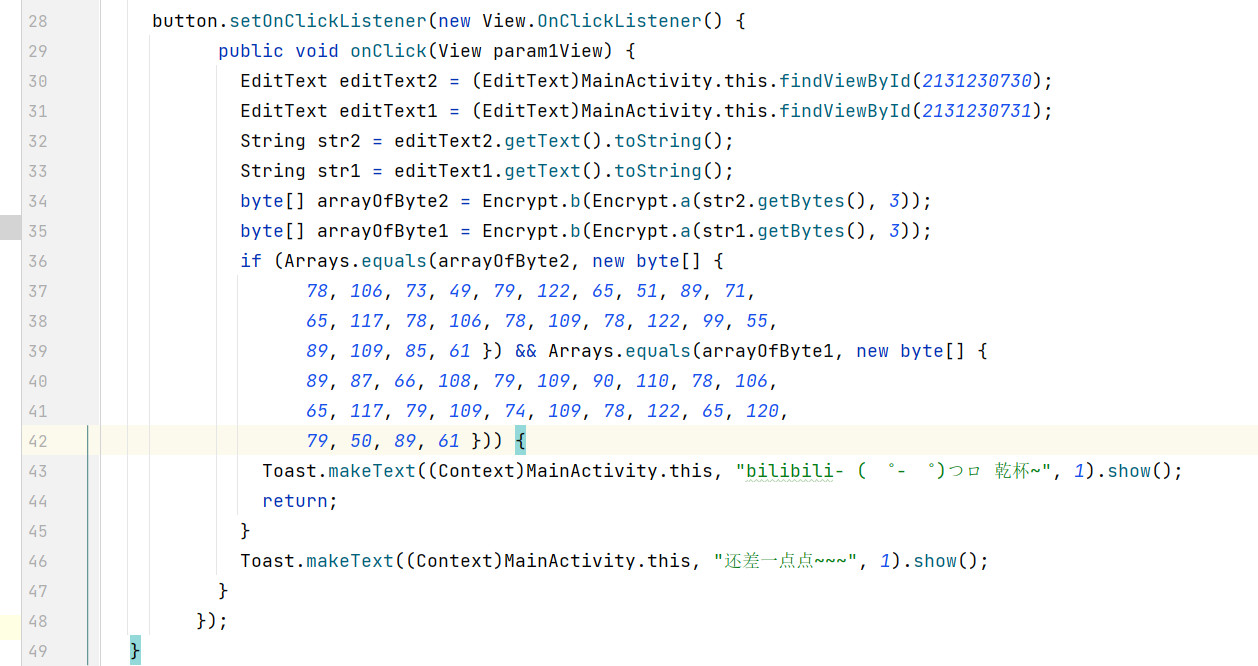 28 button.setOnClickListener(new View.OnClickListener() {
29 public void onClick(View param1View) {
30 EditText editText2 = (EditText)MainActivity.this.findViewById(2131230730);
31 EditText editText1 = (EditText)MainActivity.this.findViewById(2131230731);
32 String str2 = editText2.getText().toString();
33 String str1 = editText1.getText().toString();
34 byte[] arrayOfByte2 = Encrypt.b(Encrypt.a(str2.getBytes(), 3));
35 byte[] arrayOfByte1 = Encrypt.b(Encrypt.a(str1.getBytes(), 3));
36 if (Arrays.equals(arrayOfByte2, new byte[] {
37 78, 106, 73, 49, 79, 122, 65, 51, 89, 71,
38 65, 117, 78, 106, 78, 109, 78, 122, 99, 55,
39 89, 109, 85, 61 }) && Arrays.equals(arrayOfByte1, new byte[] {
40 89, 87, 66, 108, 79, 109, 90, 110, 78, 106,
41 65, 117, 79, 109, 74, 109, 78, 122, 65, 120,
42 79, 50, 89, 61 })) {
43 Toast.makeText((Context)MainActivity.this, "bilibili- ( ゜- ゜)つロ 乾杯~", 1).show();
44 return;
45 }
46 Toast.makeText((Context)MainActivity.this, "还差一点点~~~", 1).show();
47 }
48 });
49 }